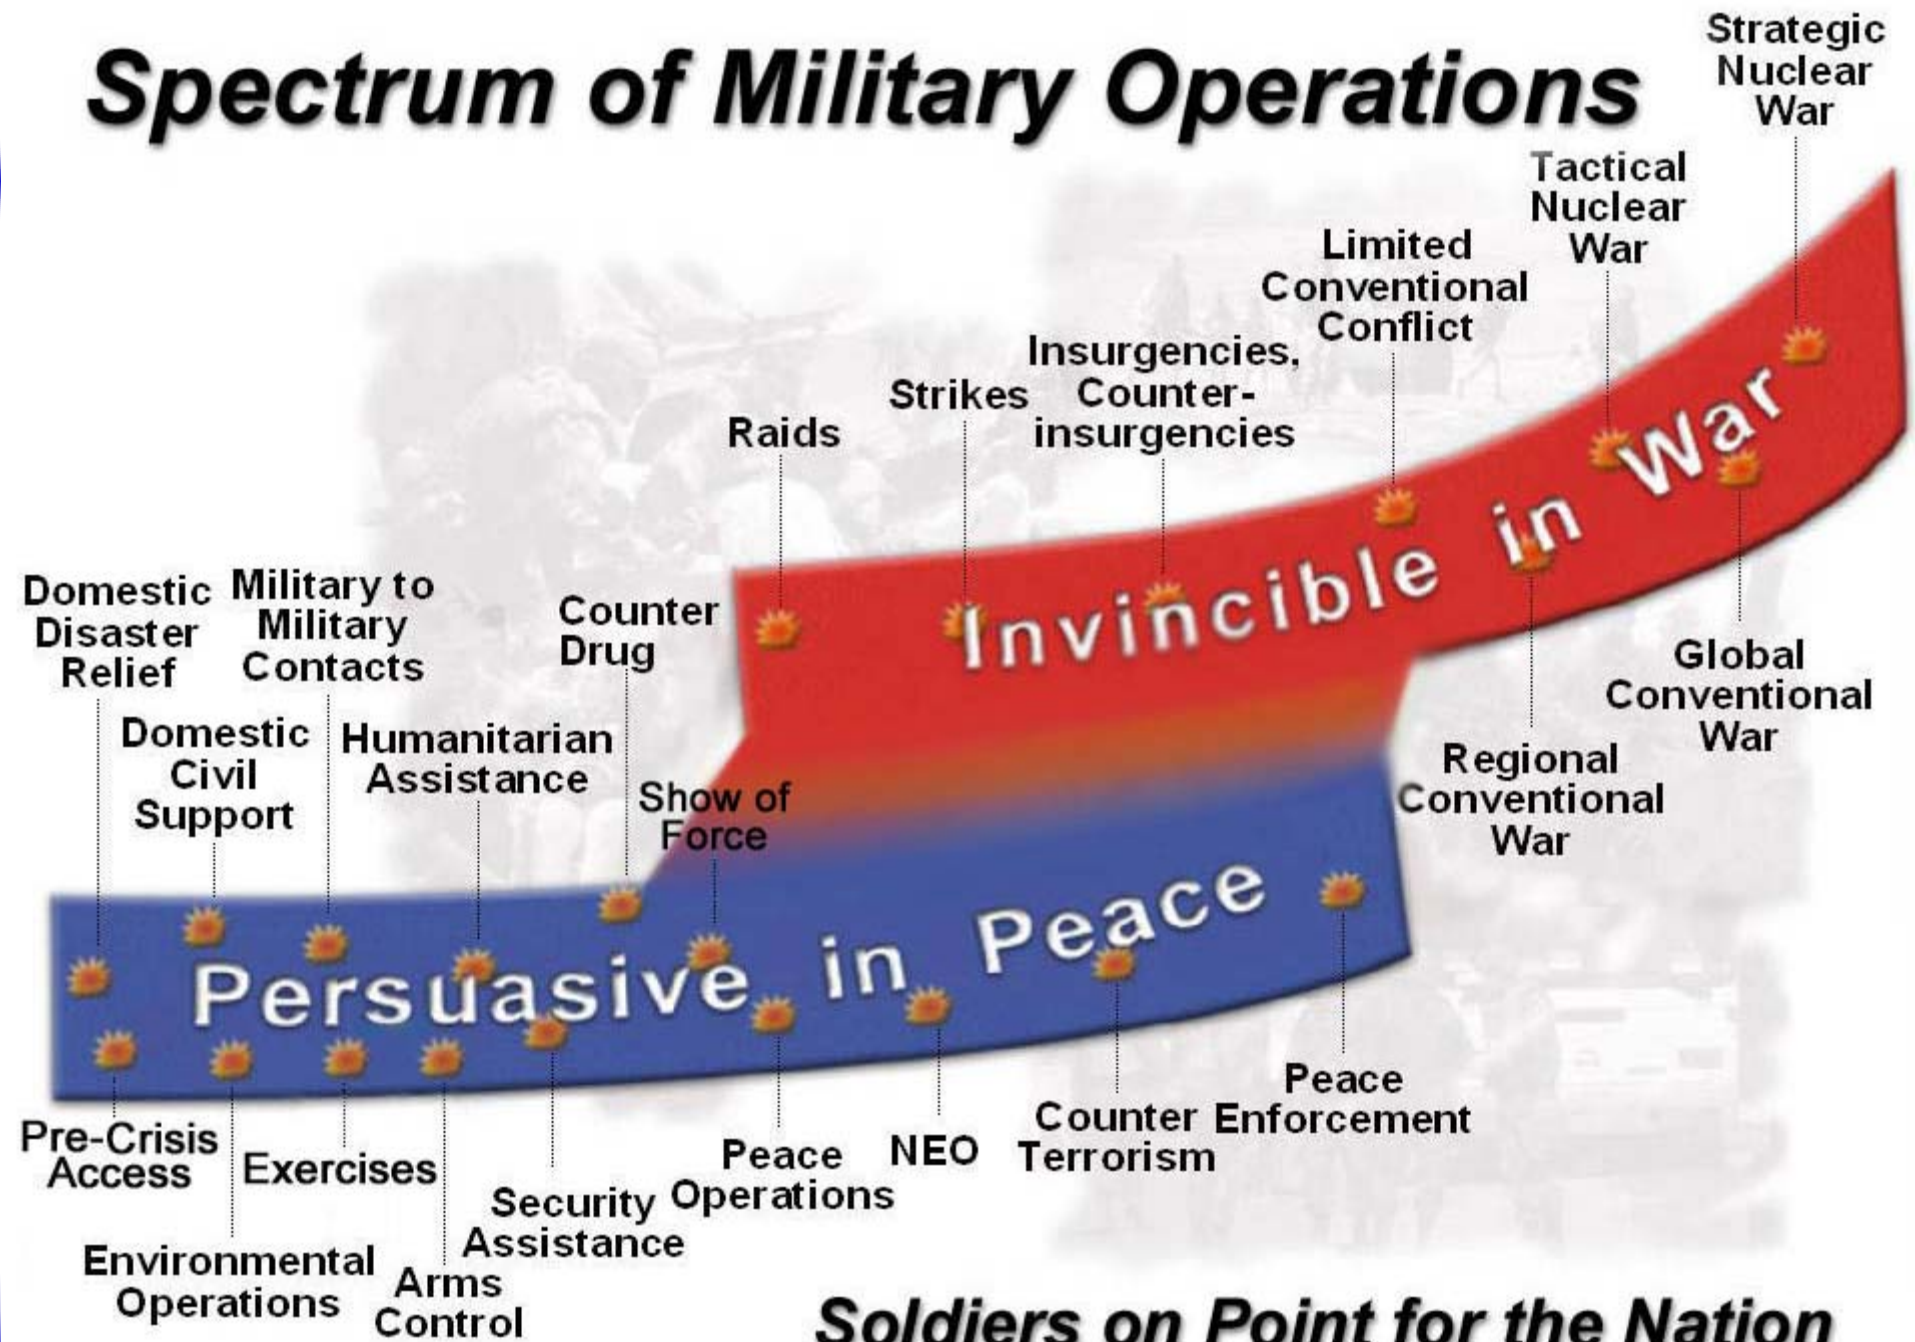 Spectrum of Military Operations
Strategic
Nuclear
War
Tactical
Nuclear
War
Limited
Conventional
Conflict
Insurgencies,
Counter-
insurgencies
Strikes
Raids
Domestic
Disaster
Relief
Military to
Military
Contacts
Counter
Drug
Domestic
Civil
Support
Humanitarian
Assistance
Show of
Force
Invincible in War
Global
Conventional
War
Regional
Conventional
War
Persuasive in Peace
Pre-Crisis
Access
Exercises
Environmental
Operations
Arms
Control
Security
Assistance
Peace
Operations
NEO
Counter
Terrorism
Peace
Enforcement
Soldiers on Point for the Nation